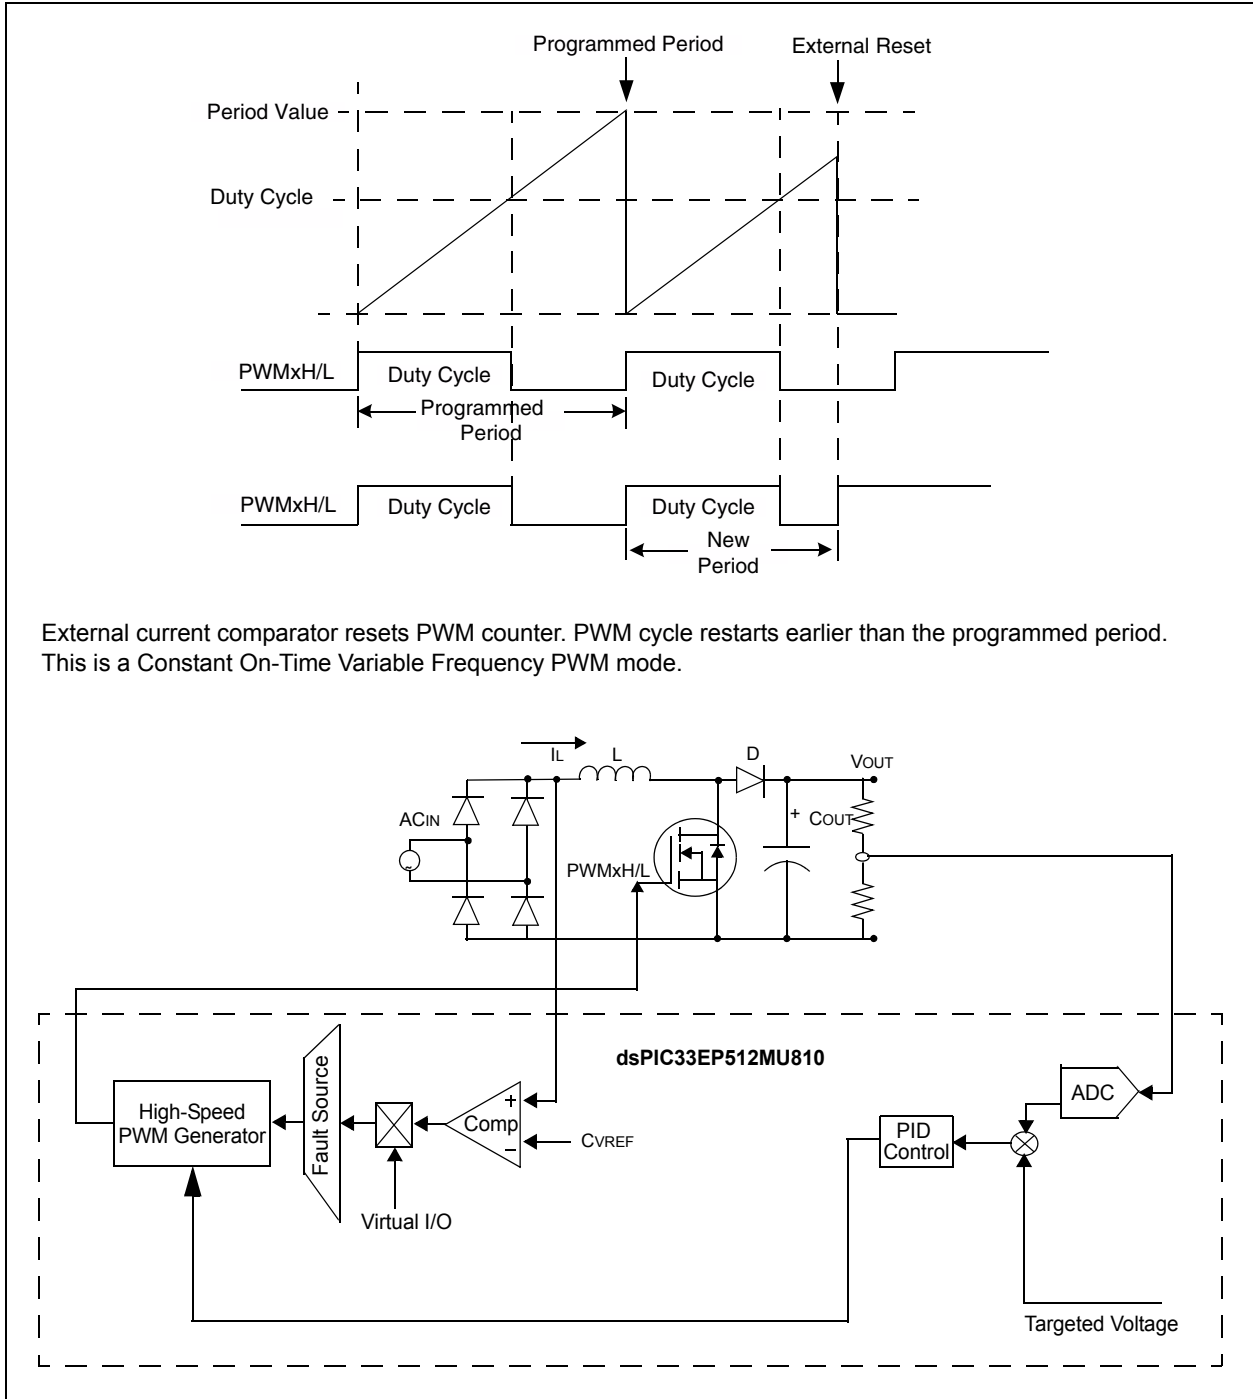 Programmed Period
External Reset
Period Value
Duty Cycle
PWMxH/L
Duty Cycle
Duty Cycle
Programmed
Period
PWMxH/L
Duty Cycle
Duty Cycle
New
Period
External current comparator resets PWM counter. PWM cycle restarts earlier than the programmed period.
This is a Constant On-Time Variable Frequency PWM mode.
IL
L
D
VOUT
ACIN
+
COUT
PWMxH/L
~
dsPIC33EP512MU810
High-Speed
PWM Generator
Fault Source
Comp
+
–
CVREF
Virtual I/O
PID
Control
ADC
Targeted Voltage